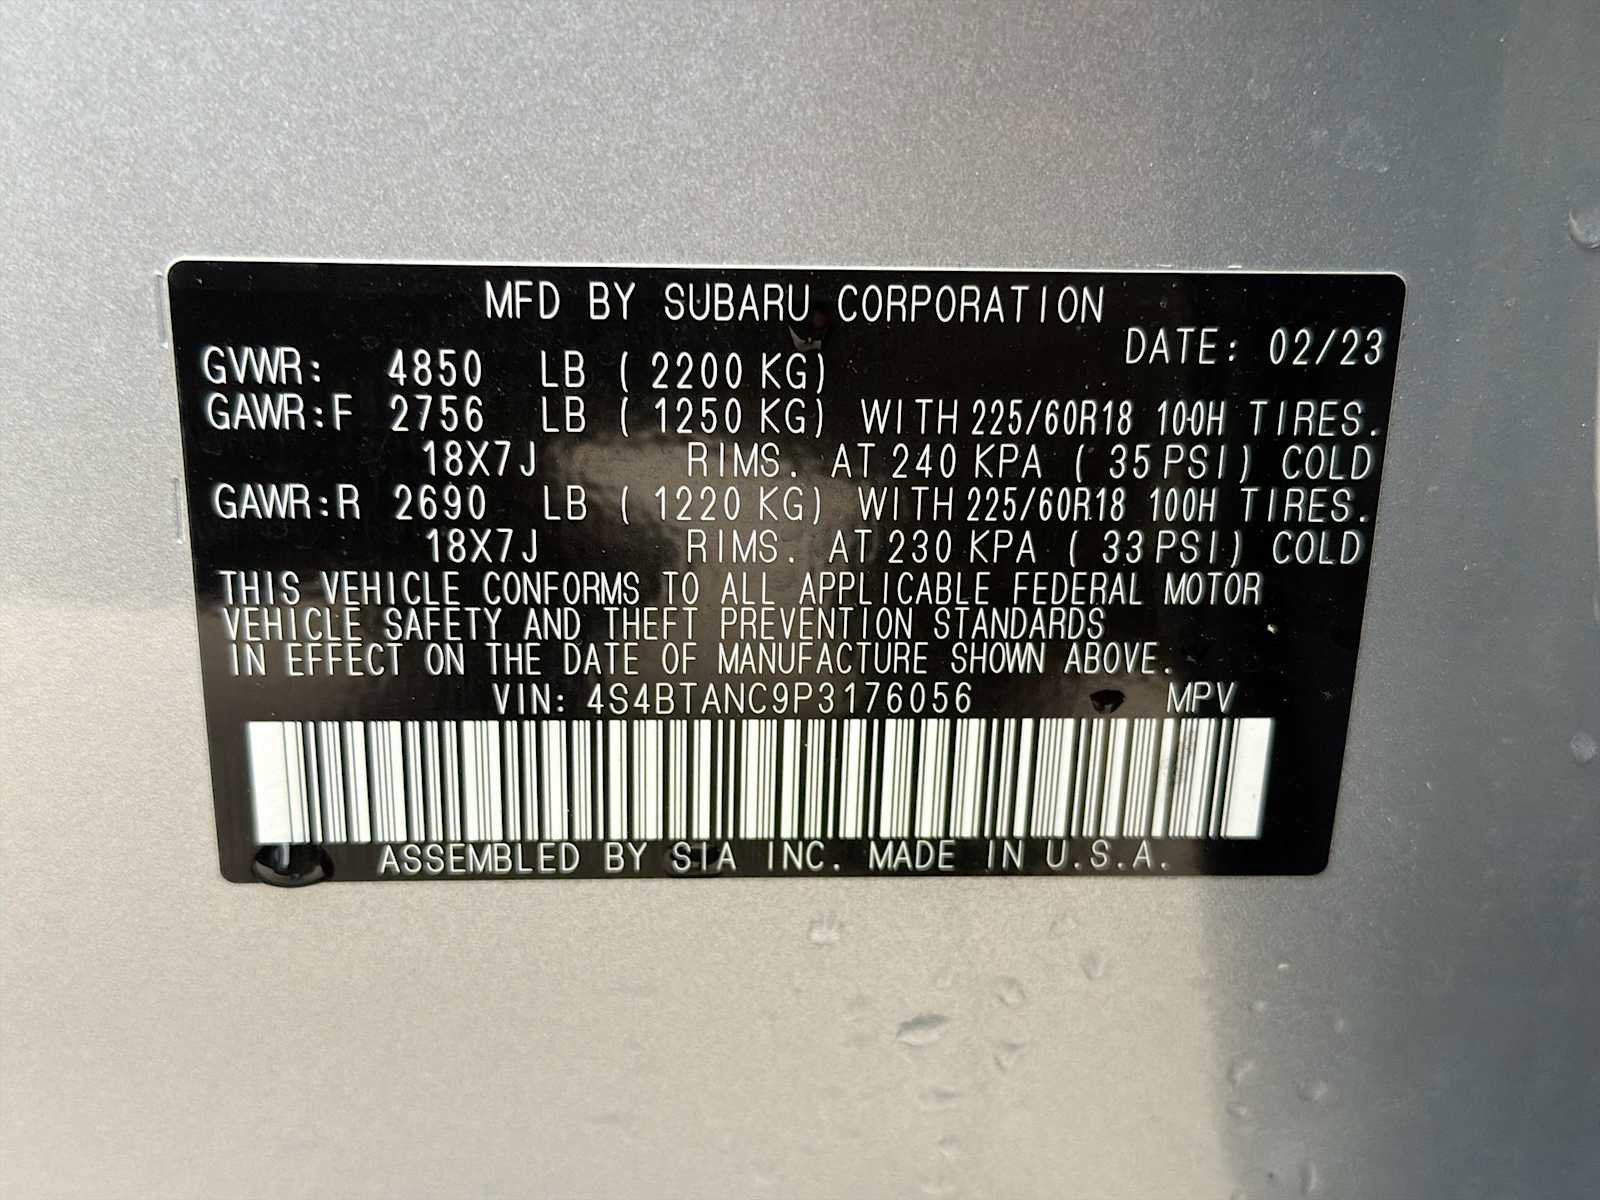 MFD BY SUBARU CORPORATION
DATE: 02/23
GVWR: 4850 LB ( 2200 KG)
GAWR:F 2756 LB ( 1250 KG) WITH 225/60R18 100H TIRES.
18X7J RIMS. AT 240 KPA ( 35 PSI) COLD
GAWR:R 2690 LB ( 1220 KG) WITH 225/60R18 100H TIRES.
18X7J RIMS. AT 230 KPA ( 33 PSI) COLD
THIS VEHICLE CONFORMS TO ALL APPLICABLE FEDERAL MOTOR
VEHICLE SAFETY AND THEFT PREVENTION STANDARDS
IN EFFECT ON THE DATE OF MANUFACTURE SHOWN ABOVE.
VIN: 4S4BTANC9P3176056 MPV
ASSEMBLED BY SIA INC. MADE IN U.S.A.